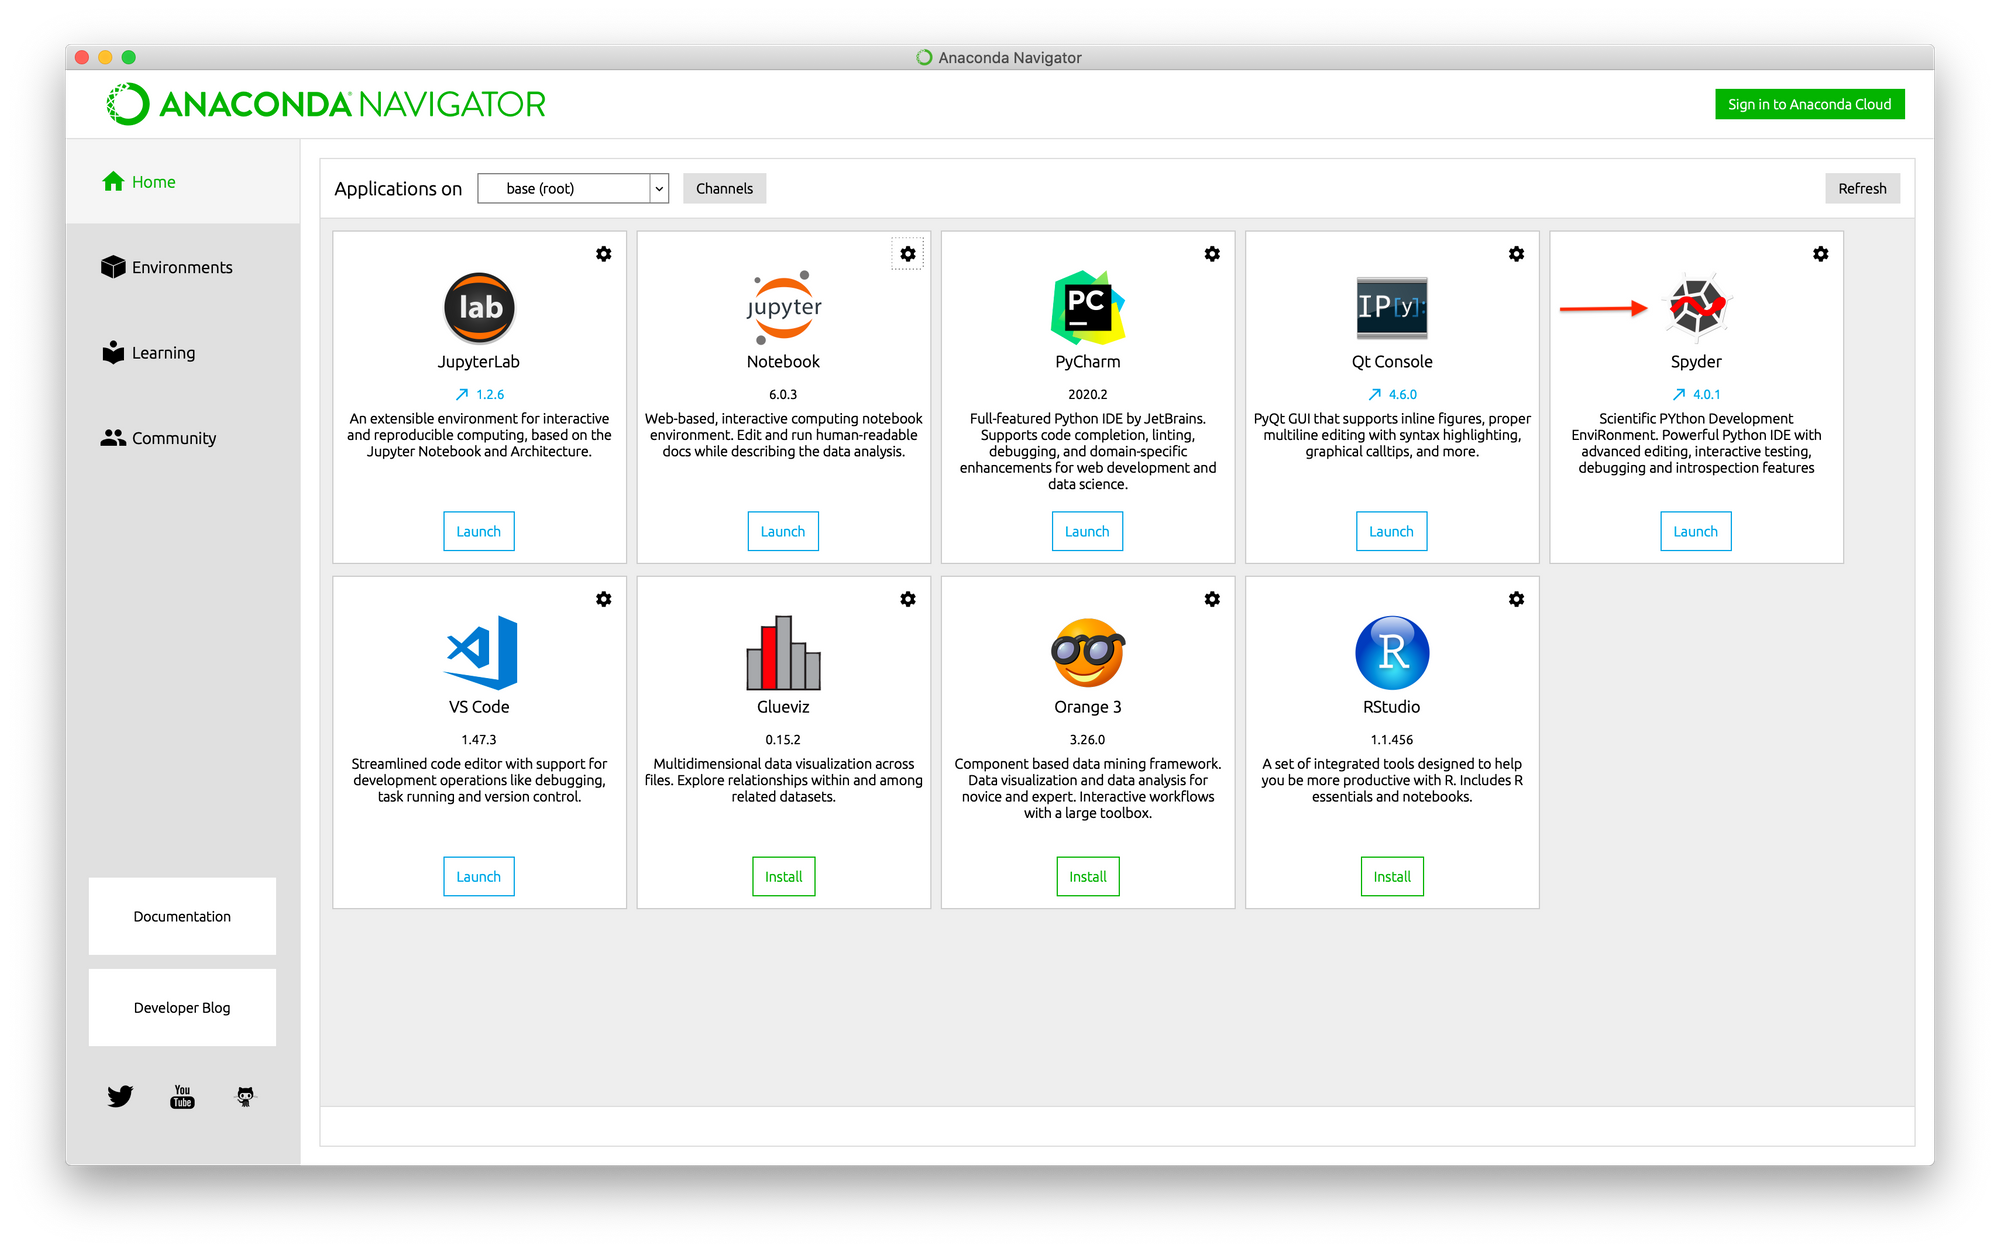 Anaconda Navigator
ANACONDA NAVIGATOR
Sign in to Anaconda Cloud
Home
Environments
Learning
Community
Documentation
Developer Blog
You
Tube
Applications on
base (root)
Channels
Refresh
lab
JupyterLab
1.2.6
An extensible environment for interactive
and reproducible computing, based on the
Jupyter Notebook and Architecture.
Launch
jupyter
Notebook
6.0.3
Web-based, interactive computing notebook
environment. Edit and run human-readable
docs while describing the data analysis.
Launch
PC
PyCharm
2020.2
Full-featured Python IDE by JetBrains.
Supports code completion, linting,
debugging, and domain-specific
enhancements for web development and
data science.
Launch
IP[y]:
Qt Console
4.6.0
PyQt GUI that supports inline figures, proper
multiline editing with syntax highlighting,
graphical calltips, and more.
Launch
Spyder
4.0.1
Scientific PYthon Development
EnviRonment. Powerful Python IDE with
advanced editing, interactive testing,
debugging and introspection features
Launch
VS Code
1.47.3
Streamlined code editor with support for
development operations like debugging,
task running and version control.
Launch
Glueviz
0.15.2
Multidimensional data visualization across
files. Explore relationships within and among
related datasets.
Install
Orange 3
3.26.0
Component based data mining framework.
Data visualization and data analysis for
novice and expert. Interactive workflows
with a large toolbox.
Install
R
RStudio
1.1.456
A set of integrated tools designed to help
you be more productive with R. Includes R
essentials and notebooks.
Install